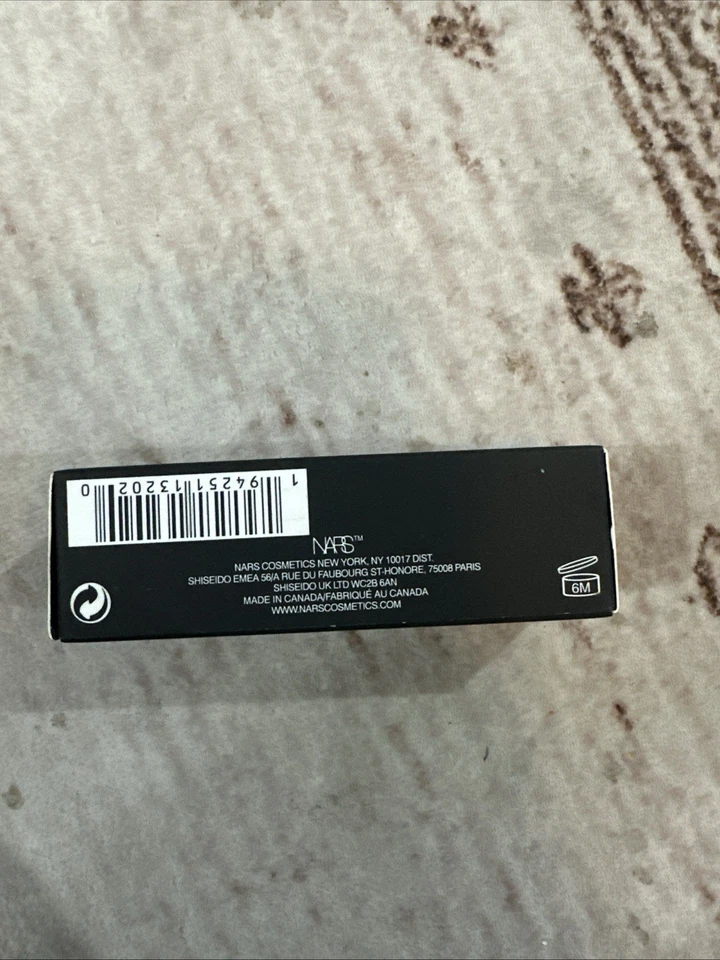 1 94251 13202 0
NARS™
NARS COSMETICS NEW YORK, NY 10017 DIST.
SHISEIDO EMEA 56/A RUE DU FAUBOURG ST-HONORE, 75008 PARIS
SHISEIDO UK LTD WC2B 6AN
MADE IN CANADA/FABRIQUÉ AU CANADA
WWW.NARSCOSMETICS.COM
6M